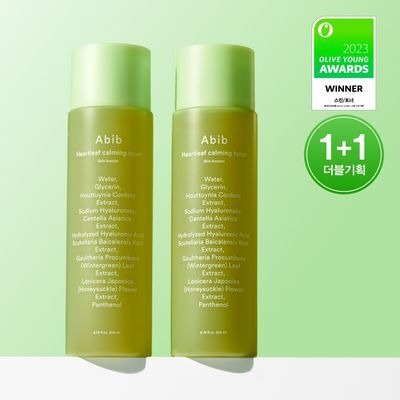 2023
OLIVE YOUNG
AWARDS
WINNER
스킨/토너
1+1
더블기획
Abib
Heartleaf calming toner
Skin booster
Water,
Glycerin,
Houttuynia Cordata
Extract,
Sodium Hyaluronate,
Centella Asiatica
Extract,
Hydrolyzed Hyaluronic Acid,
Scutellaria Baicalensis Root
Extract,
Gaultheria Procumbens
(Wintergreen) Leaf
Extract,
Lonicera Japonica
(Honeysuckle) Flower
Extract,
Panthenol
Abib
Heartleaf calming toner
Skin booster
Water,
Glycerin,
Houttuynia Cordata
Extract,
Sodium Hyaluronate,
Centella Asiatica
Extract,
Hydrolyzed Hyaluronic Acid,
Scutellaria Baicalensis Root
Extract,
Gaultheria Procumbens
(Wintergreen) Leaf
Extract,
Lonicera Japonica
(Honeysuckle) Flower
Extract,
Panthenol